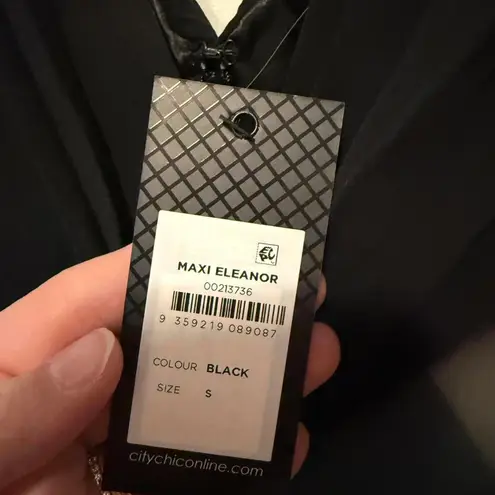 MAXI ELEANOR
00213736
9 359219 089087
COLOUR BLACK
SIZE S
citychiconline.com